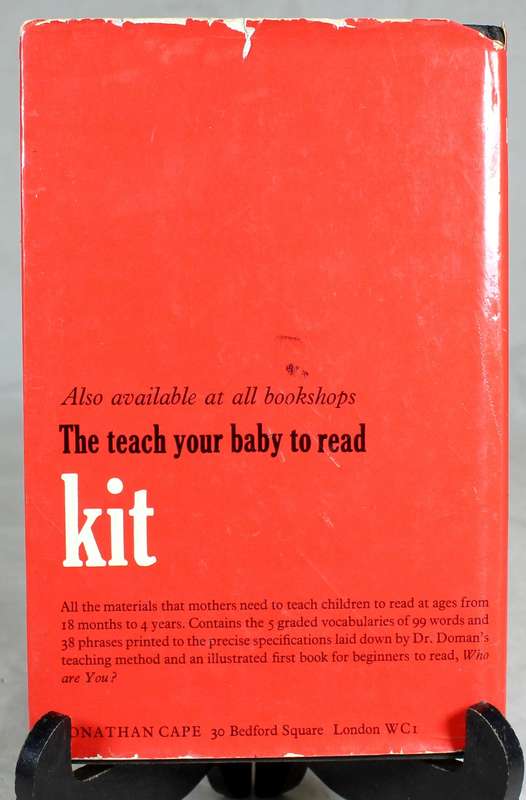 Also available at all bookshops
The teach your baby to read
kit
All the materials that mothers need to teach children to read at ages from
18 months to 4 years. Contains the 5 graded vocabularies of 99 words and
38 phrases printed to the precise specifications laid down by Dr. Doman's
teaching method and an illustrated first book for beginners to read, Who
are You?
JONATHAN CAPE 30 Bedford Square London WC1